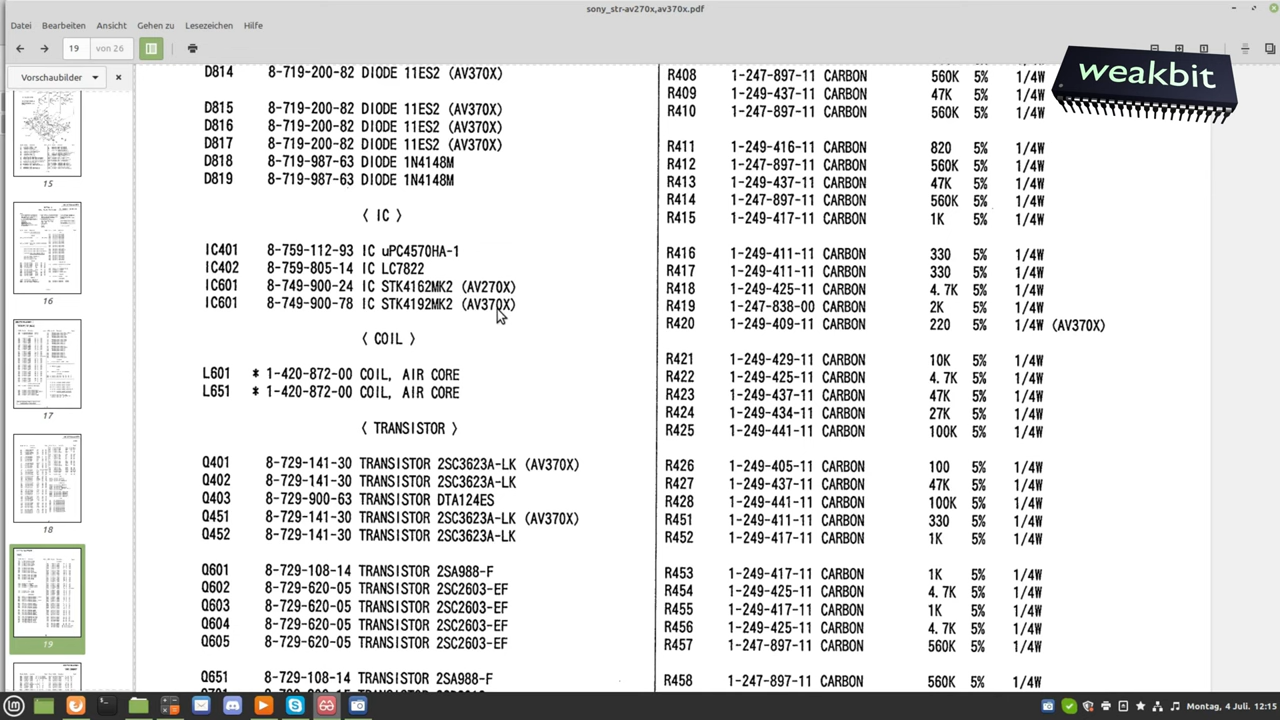 sony_str-av270x,av370x.pdf
Datei Bearbeiten Ansicht Gehen zu Lesezeichen Hilfe
19 von 26
Vorschaubilder
15
16
17
18
19
D814 8-719-200-82 DIODE 11ES2 (AV370X)
D815 8-719-200-82 DIODE 11ES2 (AV370X)
D816 8-719-200-82 DIODE 11ES2 (AV370X)
D817 8-719-200-82 DIODE 11ES2 (AV370X)
D818 8-719-987-63 DIODE 1N4148M
D819 8-719-987-63 DIODE 1N4148M
〈 IC 〉
IC401 8-759-112-93 IC uPC4570HA-1
IC402 8-759-805-14 IC LC7822
IC601 8-749-900-24 IC STK4162MK2 (AV270X)
IC601 8-749-900-78 IC STK4192MK2 (AV370X)
〈 COIL 〉
L601 * 1-420-872-00 COIL, AIR CORE
L651 * 1-420-872-00 COIL, AIR CORE
〈 TRANSISTOR 〉
Q401 8-729-141-30 TRANSISTOR 2SC3623A-LK (AV370X)
Q402 8-729-141-30 TRANSISTOR 2SC3623A-LK
Q403 8-729-900-63 TRANSISTOR DTA124ES
Q451 8-729-141-30 TRANSISTOR 2SC3623A-LK (AV370X)
Q452 8-729-141-30 TRANSISTOR 2SC3623A-LK
Q601 8-729-108-14 TRANSISTOR 2SA988-F
Q602 8-729-620-05 TRANSISTOR 2SC2603-EF
Q603 8-729-620-05 TRANSISTOR 2SC2603-EF
Q604 8-729-620-05 TRANSISTOR 2SC2603-EF
Q605 8-729-620-05 TRANSISTOR 2SC2603-EF
Q651 8-729-108-14 TRANSISTOR 2SA988-F
R408 1-247-897-11 CARBON 560K 5% 1/4W
R409 1-249-437-11 CARBON 47K 5% 1/4W
R410 1-247-897-11 CARBON 560K 5% 1/4W
R411 1-249-416-11 CARBON 820 5% 1/4W
R412 1-247-897-11 CARBON 560K 5% 1/4W
R413 1-249-437-11 CARBON 47K 5% 1/4W
R414 1-247-897-11 CARBON 560K 5% 1/4W
R415 1-249-417-11 CARBON 1K 5% 1/4W
R416 1-249-411-11 CARBON 330 5% 1/4W
R417 1-249-411-11 CARBON 330 5% 1/4W
R418 1-249-425-11 CARBON 4.7K 5% 1/4W
R419 1-247-838-00 CARBON 2K 5% 1/4W
R420 1-249-409-11 CARBON 220 5% 1/4W (AV370X)
R421 1-249-429-11 CARBON 10K 5% 1/4W
R422 1-249-425-11 CARBON 4.7K 5% 1/4W
R423 1-249-437-11 CARBON 47K 5% 1/4W
R424 1-249-434-11 CARBON 27K 5% 1/4W
R425 1-249-441-11 CARBON 100K 5% 1/4W
R426 1-249-405-11 CARBON 100 5% 1/4W
R427 1-249-437-11 CARBON 47K 5% 1/4W
R428 1-249-441-11 CARBON 100K 5% 1/4W
R451 1-249-411-11 CARBON 330 5% 1/4W
R452 1-249-417-11 CARBON 1K 5% 1/4W
R453 1-249-417-11 CARBON 1K 5% 1/4W
R454 1-249-425-11 CARBON 4.7K 5% 1/4W
R455 1-249-417-11 CARBON 1K 5% 1/4W
R456 1-249-425-11 CARBON 4.7K 5% 1/4W
R457 1-247-897-11 CARBON 560K 5% 1/4W
R458 1-247-897-11 CARBON 560K 5% 1/4W
weakbit
Montag, 4 Juli. 12:15